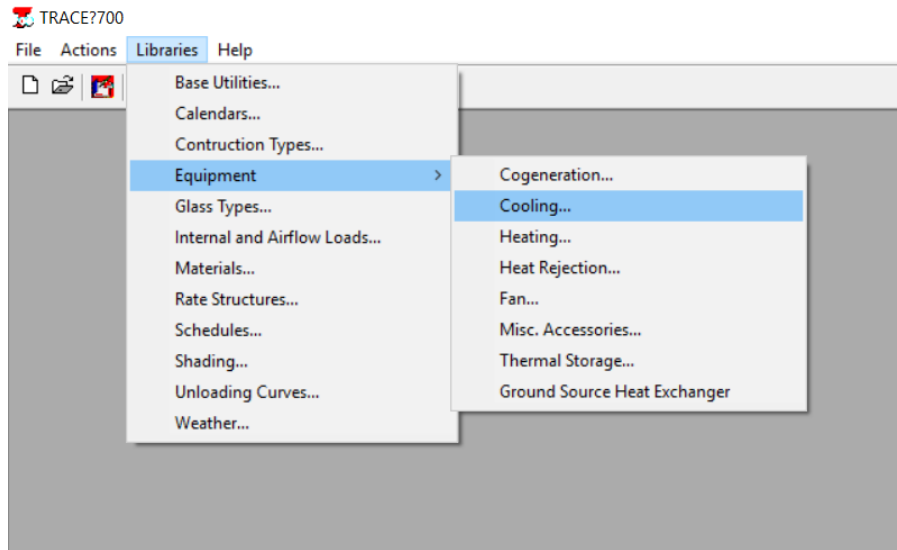 TRACE?700
File Actions Libraries Help
Base Utilities...
Calendars...
Contruction Types...
Equipment >
Glass Types...
Internal and Airflow Loads...
Materials...
Rate Structures...
Schedules...
Shading...
Unloading Curves...
Weather...
Cogeneration...
Cooling...
Heating...
Heat Rejection...
Fan...
Misc. Accessories...
Thermal Storage...
Ground Source Heat Exchanger